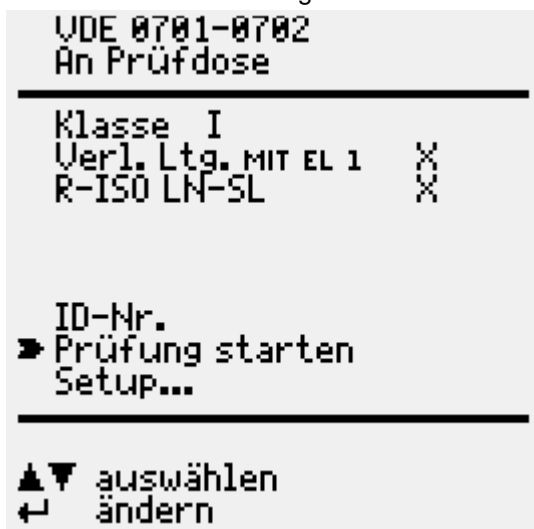 VDE 0701-0702
An Prüfdose
Klasse I
Verl. Ltg. MIT EL 1 X
R-ISO LN-SL X
ID-Nr.
Prüfung starten
Setup...
auswählen
ändern